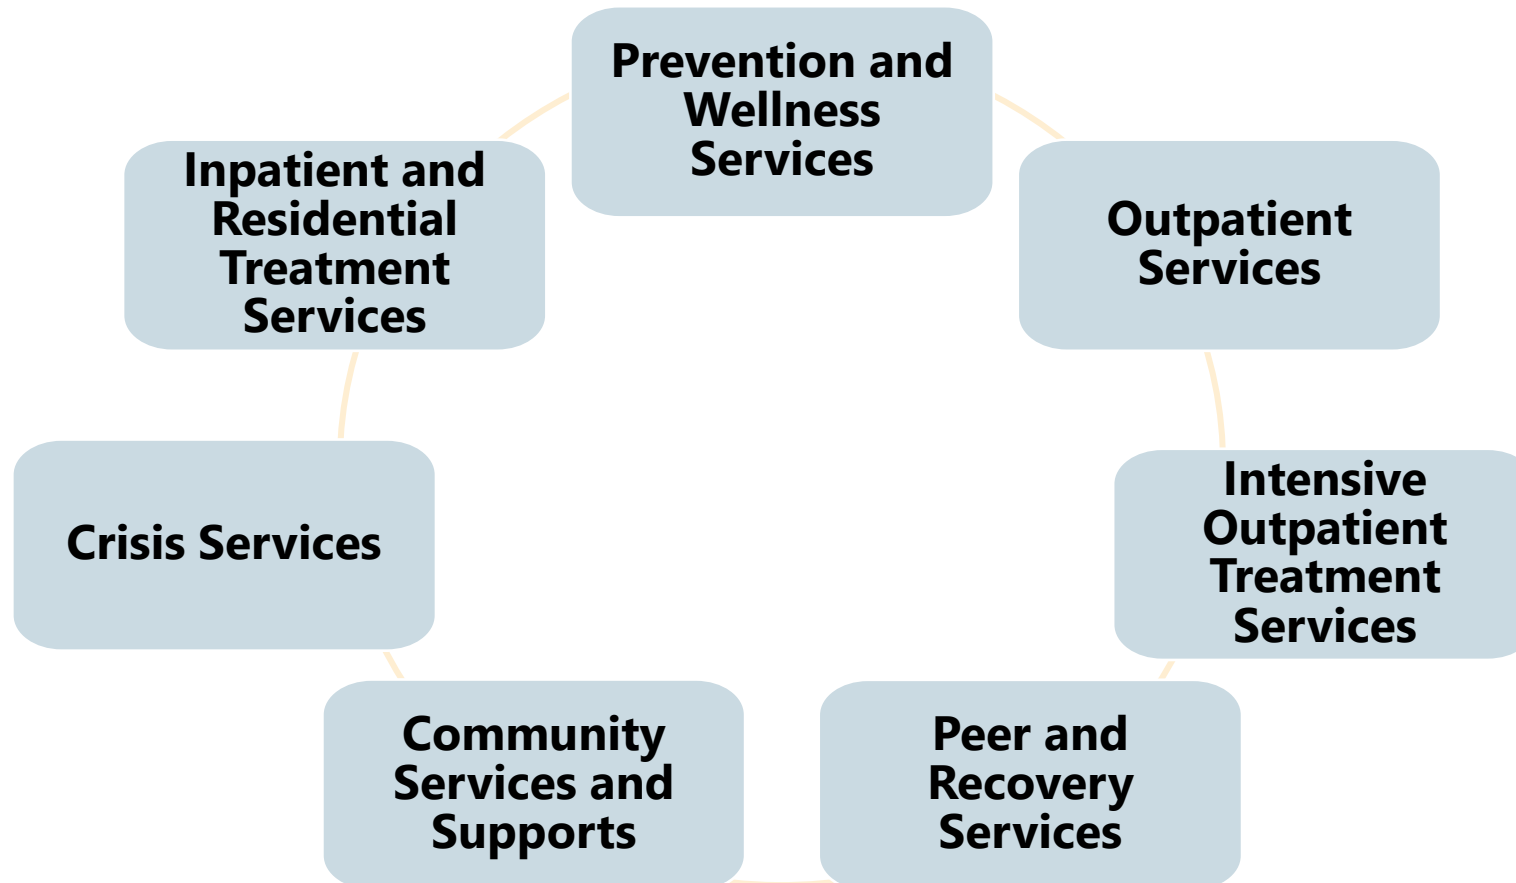 Prevention and
Wellness
Services
Outpatient
Services
Intensive
Outpatient
Treatment
Services
Peer and
Recovery
Services
Community
Services and
Supports
Crisis Services
Inpatient and
Residential
Treatment
Services